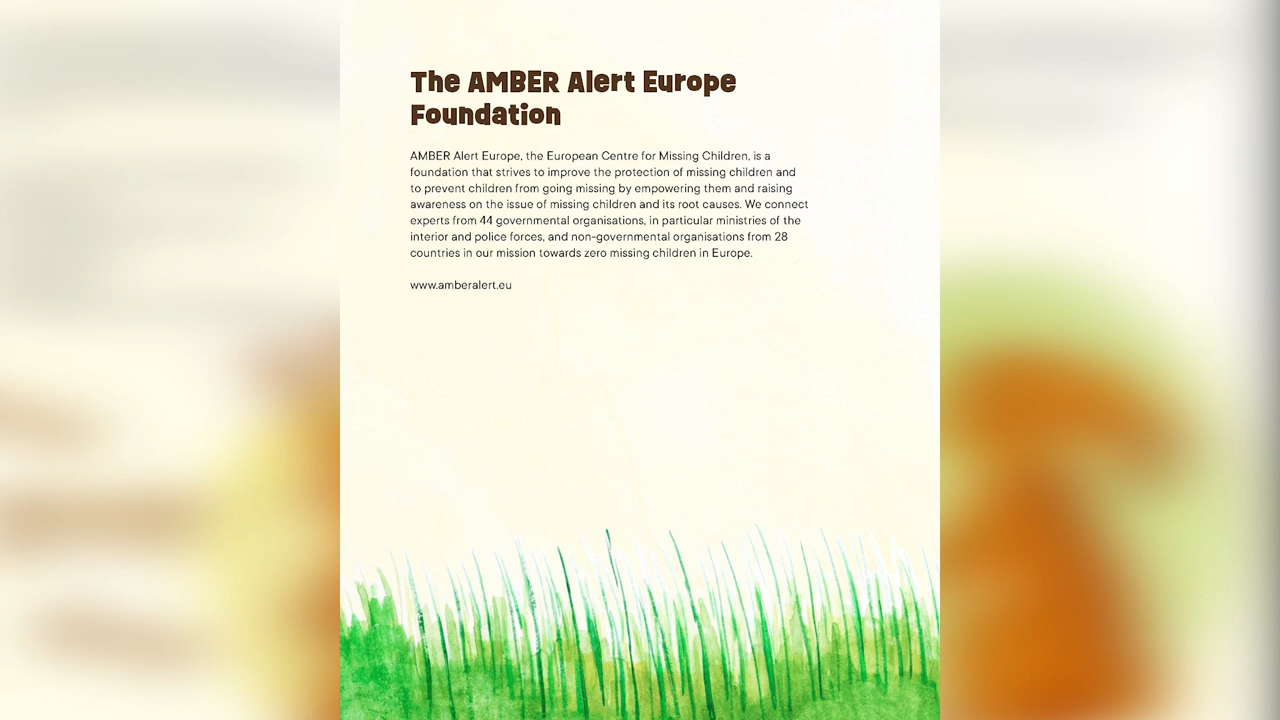 The AMBER Alert Europe
Foundation
AMBER Alert Europe, the European Centre for Missing Children, is a
foundation that strives to improve the protection of missing children and
to prevent children from going missing by empowering them and raising
awareness on the issue of missing children and its root causes. We connect
experts from 44 governmental organisations, in particular ministries of the
interior and police forces, and non-governmental organisations from 28
countries in our mission towards zero missing children in Europe.
www.amberalert.eu